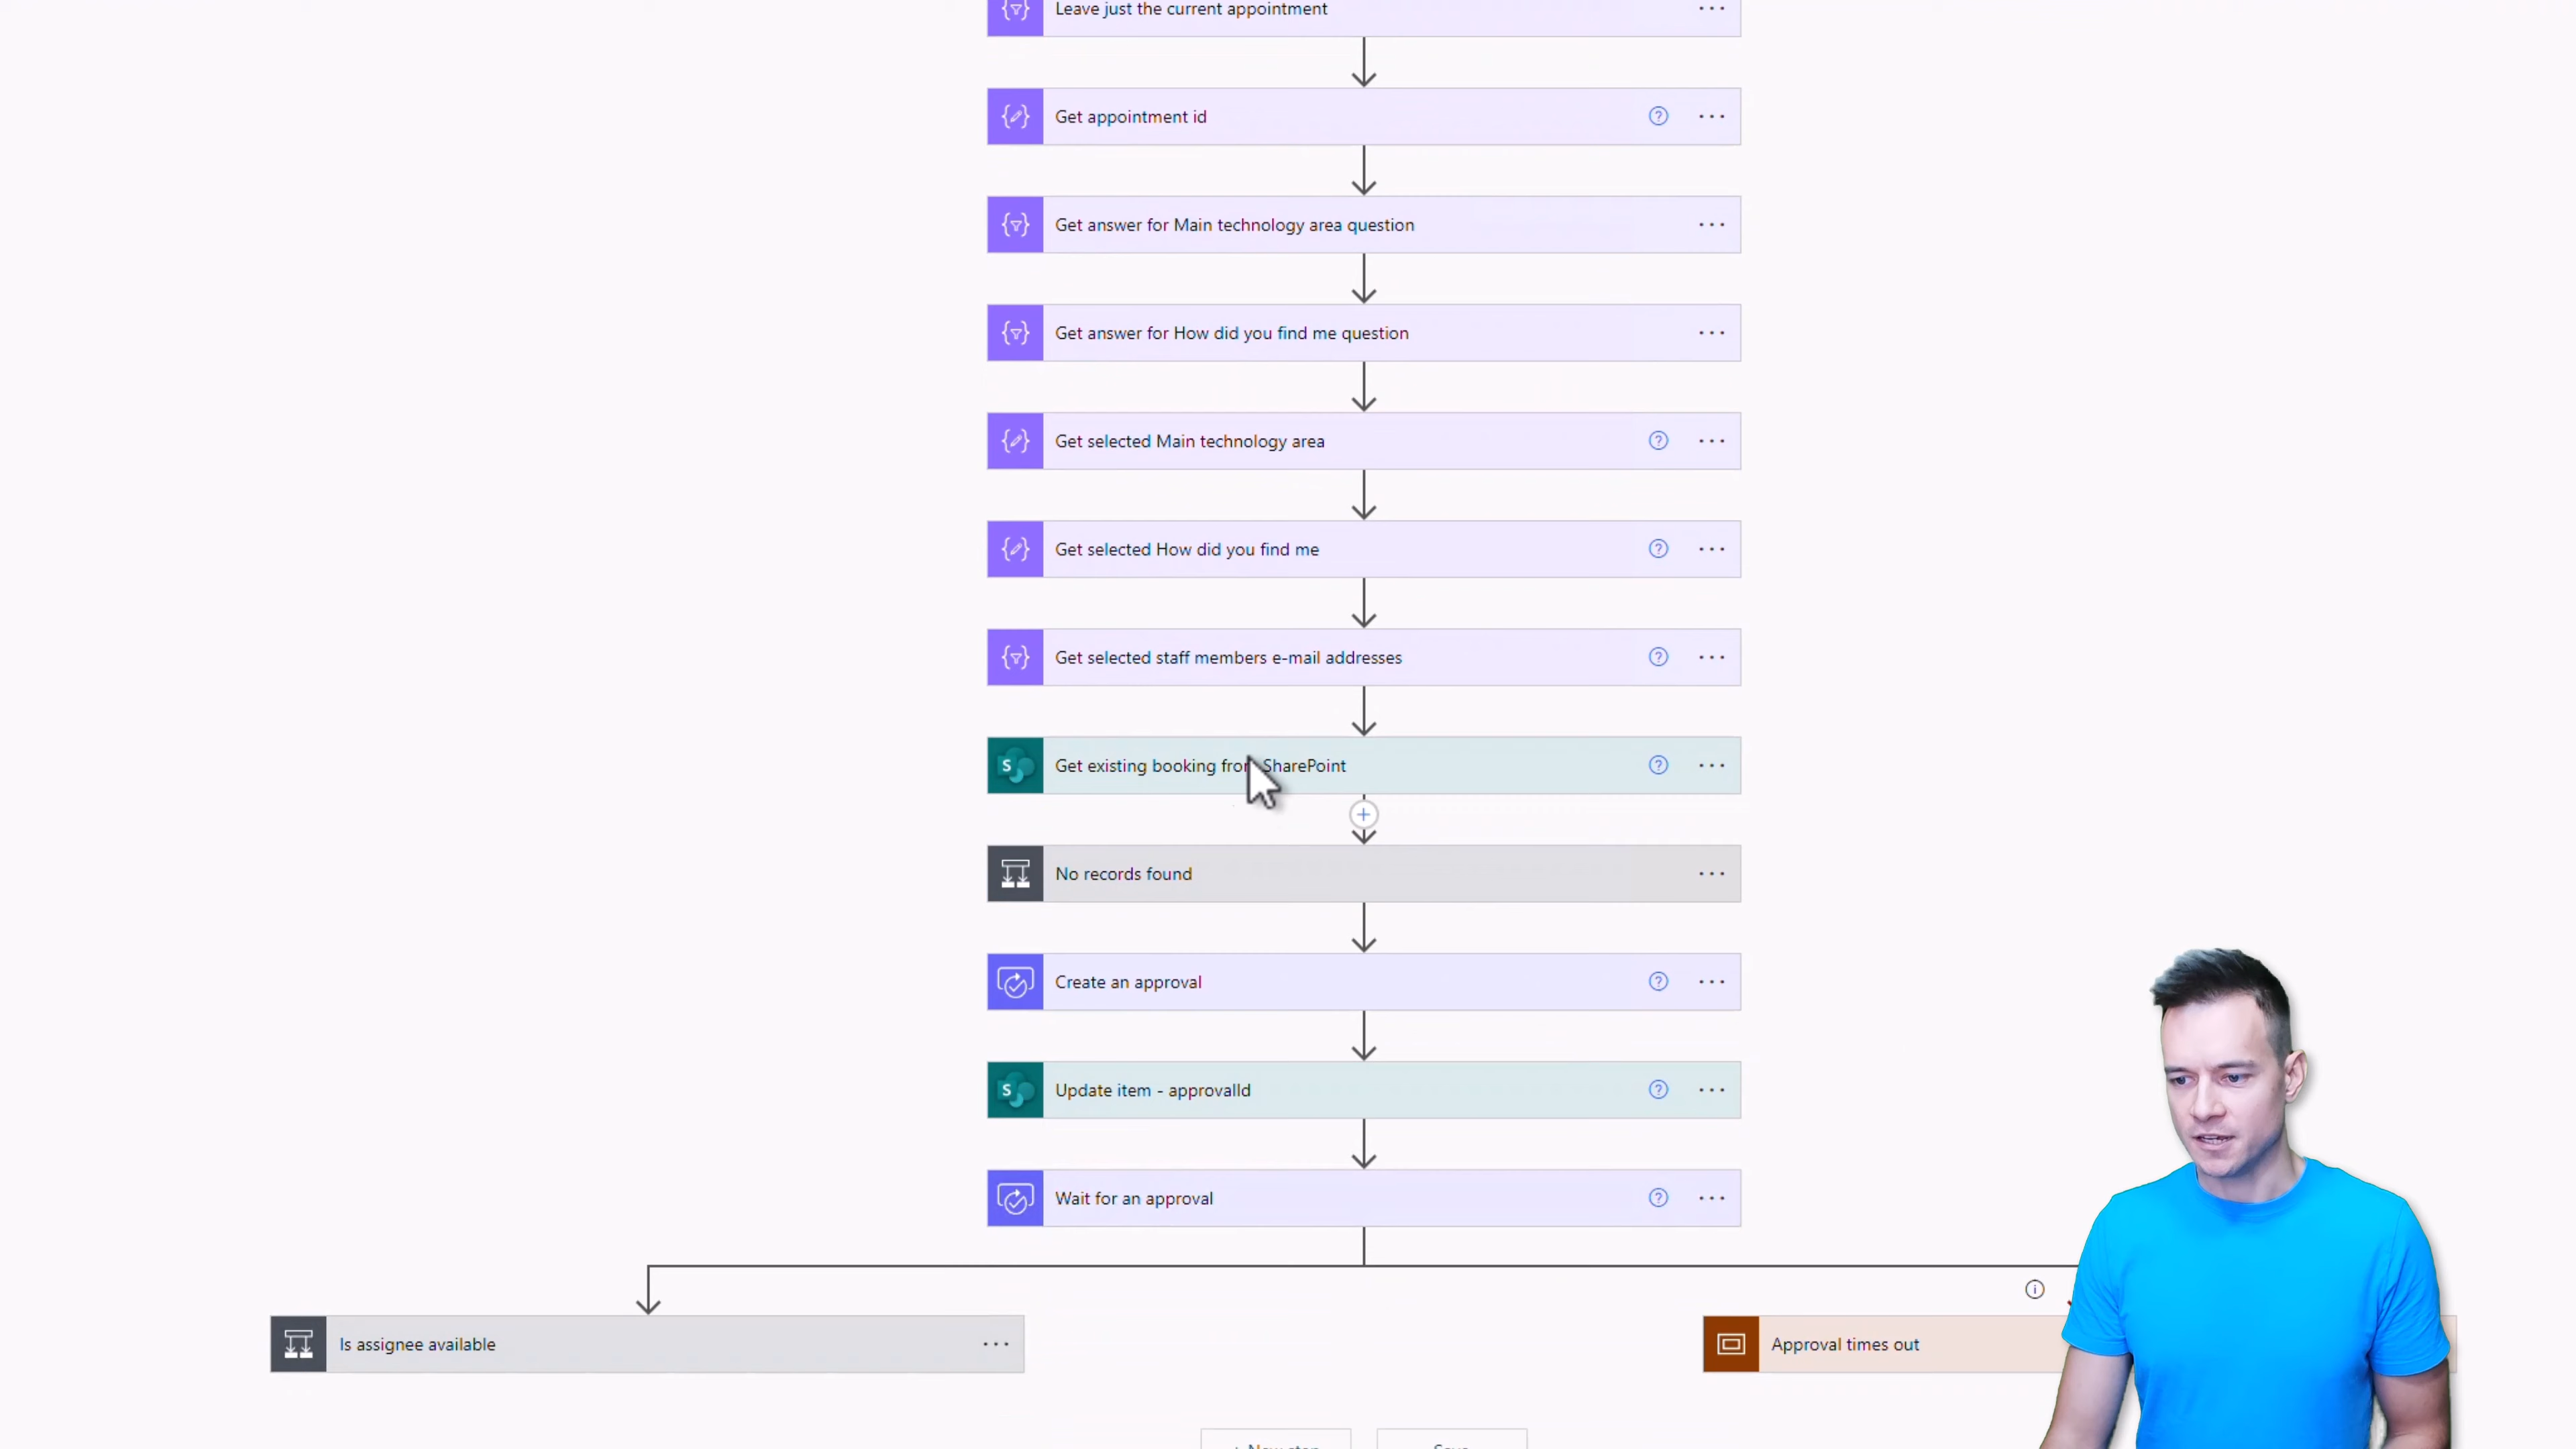 Leave just the current appointment
Get appointment id
Get answer for Main technology area question
Get answer for How did you find me question
Get selected Main technology area
Get selected How did you find me
Get selected staff members e-mail addresses
Get existing booking from SharePoint
No records found
Create an approval
Update item - approvalId
Wait for an approval
Is assignee available
Approval times out
+ New step
Save